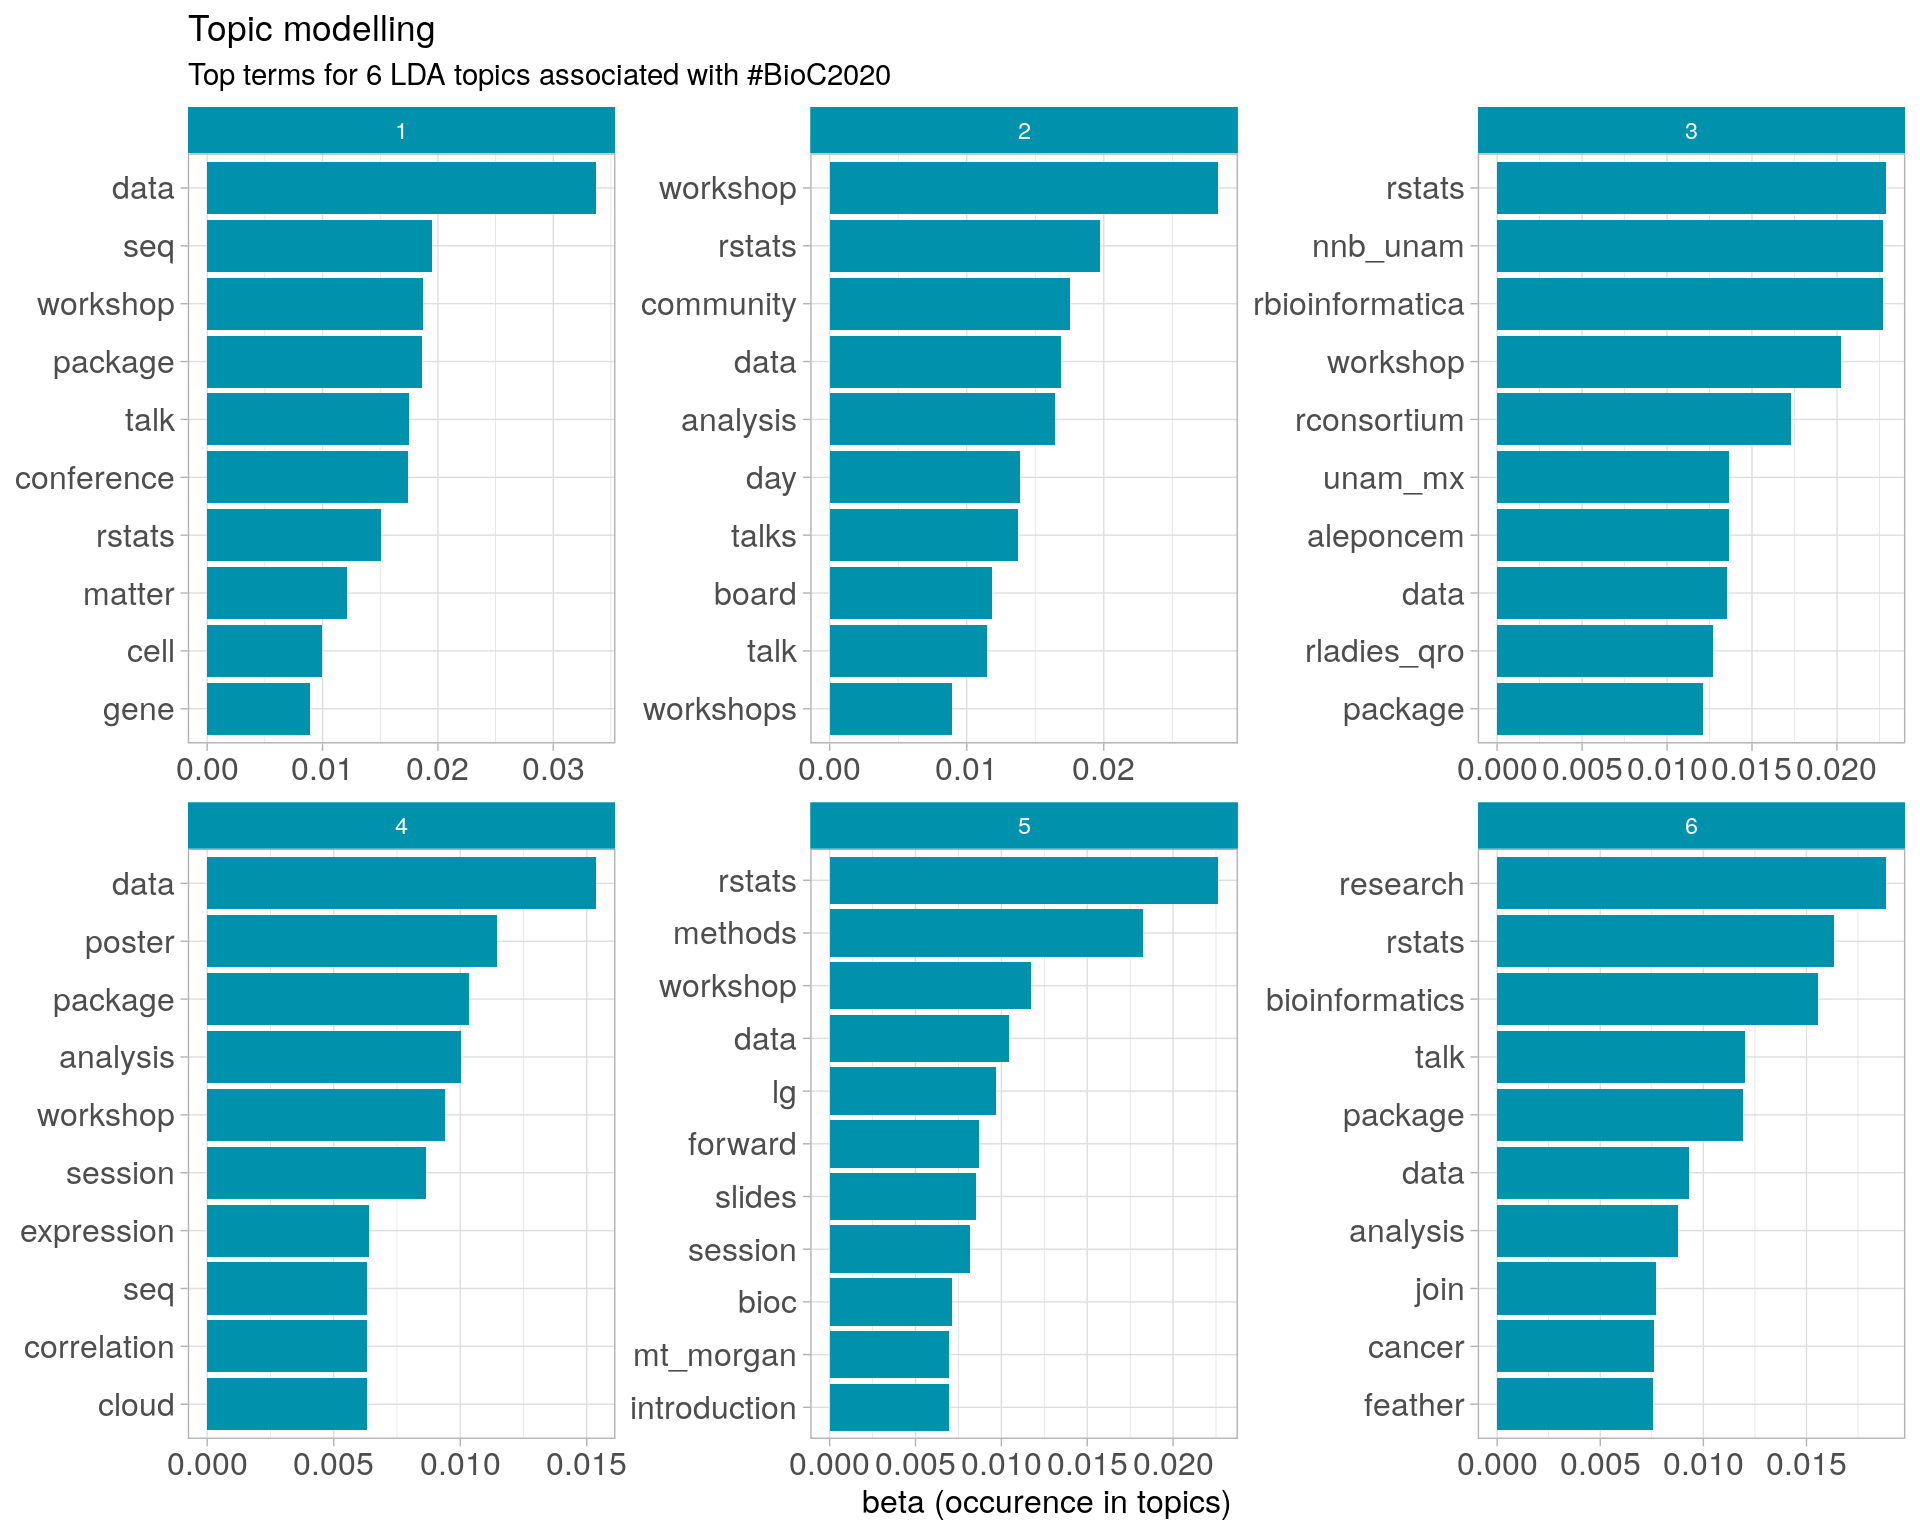 Topic modelling
Top terms for 6 LDA topics associated with #BioC2020
1
data
seq
workshop
package
talk
conference
rstats
matter
cell
gene
0.00 0.01 0.02 0.03
2
workshop
rstats
community
data
analysis
day
talks
board
talk
workshops
0.00 0.01 0.02
3
rstats
nnb_unam
rbioinformatica
workshop
rconsortium
unam_mx
aleponcem
data
rladies_qro
package
0.000 0.005 0.010 0.015 0.020
4
data
poster
package
analysis
workshop
session
expression
seq
correlation
cloud
0.000 0.005 0.010 0.015
5
rstats
methods
workshop
data
lg
forward
slides
session
bioc
mt_morgan
introduction
0.000 0.005 0.010 0.015 0.020
6
research
rstats
bioinformatics
talk
package
data
analysis
join
cancer
feather
0.000 0.005 0.010 0.015
beta (occurence in topics)